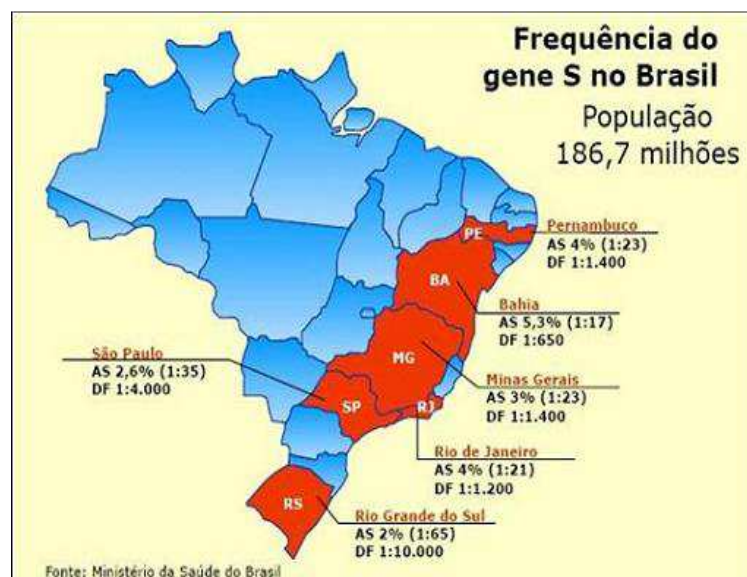 Frequência do
gene S no Brasil
População
186,7 milhões
PE
Pernambuco
AS 4% (1:23)
DF 1:1.400
BA
Bahia
AS 5,3% (1:17)
DF 1:650
São Paulo
AS 2,6% (1:35)
DF 1:4.000
MG
Minas Gerais
AS 3% (1:23)
DF 1:1.400
SP
RJ
Rio de Janeiro
AS 4% (1:21)
DF 1:1.200
RS
Rio Grande do Sul
AS 2% (1:65)
DF 1:10.000
Fonte: Ministério da Saúde do Brasil